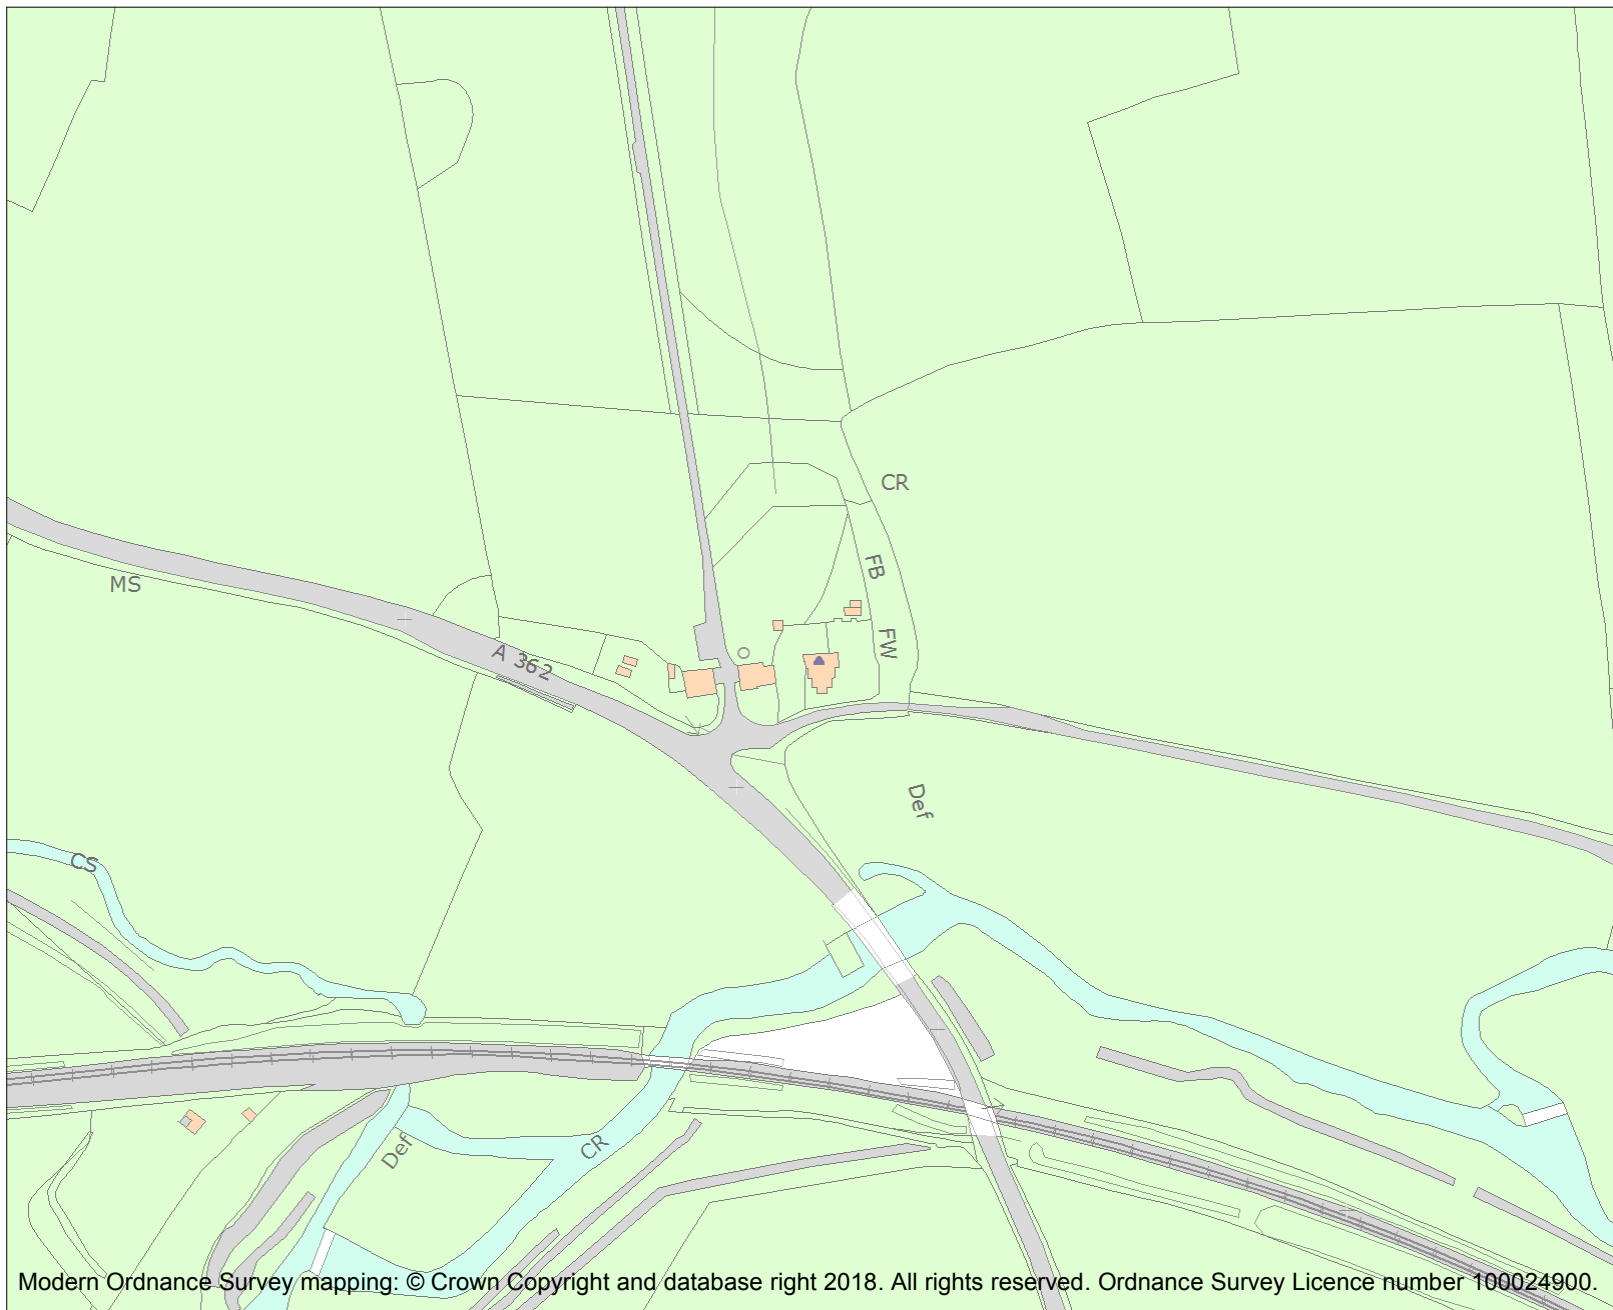 CR
FB
MS
FW
A 362
Def
CS
CR
Def
Modern Ordnance Survey mapping: © Crown Copyright and database right 2018. All rights reserved. Ordnance Survey Licence number 100024900.